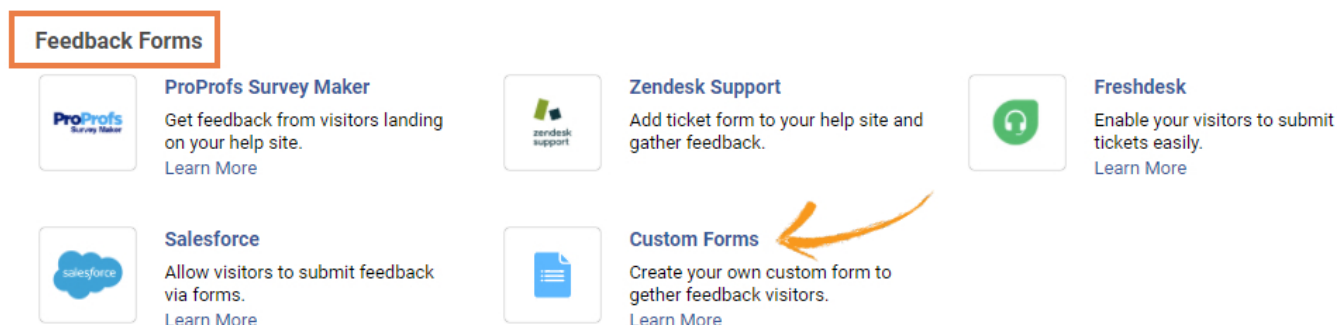 Feedback Forms
ProProfs
Survey Maker
ProProfs Survey Maker
Get feedback from visitors landing
on your help site.
Learn More
zendesk
support
Zendesk Support
Add ticket form to your help site and
gather feedback.
Freshdesk
Enable your visitors to submit
tickets easily.
Learn More
salesforce
Salesforce
Allow visitors to submit feedback
via forms.
Learn More
Custom Forms
Create your own custom form to
gether feedback visitors.
Learn More